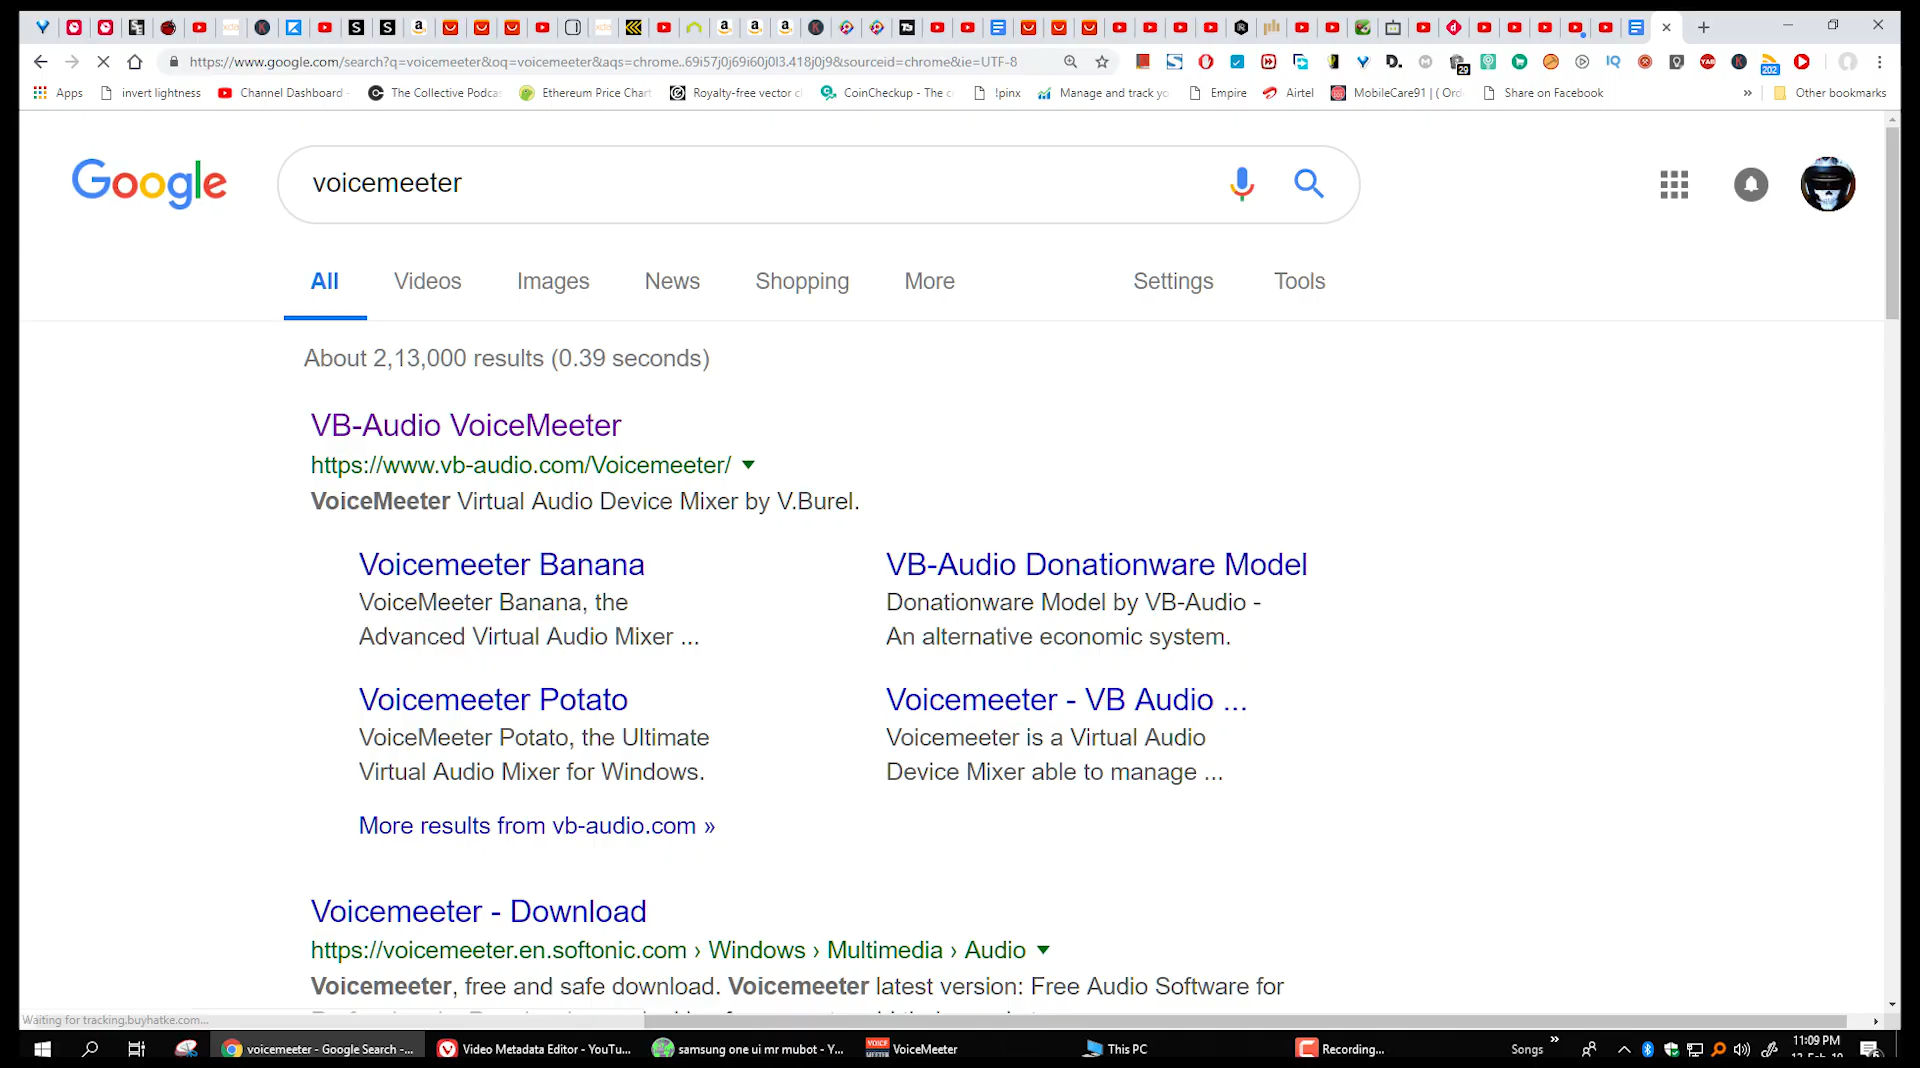 https://www.google.com/search?q=voicemeeter&oq=voicemeeter&aqs=chrome..69i57j0j69i60j0l3.418j0j9&sourceid=chrome&ie=UTF-8
Apps invert lightness Channel Dashboard - The Collective Podca Ethereum Price Chart Royalty-free vector c CoinCheckup - The c !pinx Manage and track yo Empire Airtel MobileCare91 | ( Ord Share on Facebook » Other bookmarks
Google voicemeeter
All Videos Images News Shopping More Settings Tools
About 2,13,000 results (0.39 seconds)
VB-Audio VoiceMeeter
https://www.vb-audio.com/Voicemeeter/
VoiceMeeter Virtual Audio Device Mixer by V.Burel.
Voicemeeter Banana
VoiceMeeter Banana, the
Advanced Virtual Audio Mixer ...
VB-Audio Donationware Model
Donationware Model by VB-Audio -
An alternative economic system.
Voicemeeter Potato
VoiceMeeter Potato, the Ultimate
Virtual Audio Mixer for Windows.
Voicemeeter - VB Audio ...
Voicemeeter is a Virtual Audio
Device Mixer able to manage ...
More results from vb-audio.com »
Voicemeeter - Download
https://voicemeeter.en.softonic.com › Windows › Multimedia › Audio
Voicemeeter, free and safe download. Voicemeeter latest version: Free Audio Software for
Waiting for tracking.buyhatke.com...
voicemeeter - Google Search -... Video Metadata Editor - YouTu... samsung one ui mr mubot - Y... VoiceMeeter This PC Recording... Songs » 11:09 PM